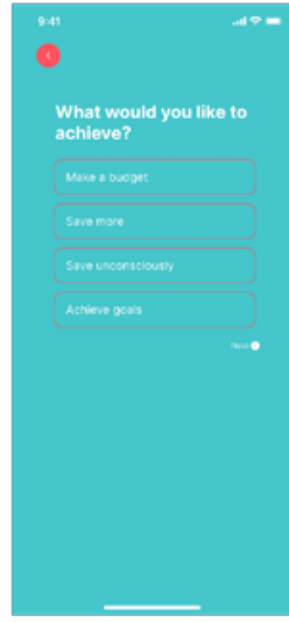 9:41
What would you like to
achieve?
Make a budget
Save more
Save unconsciously
Achieve goals
Next